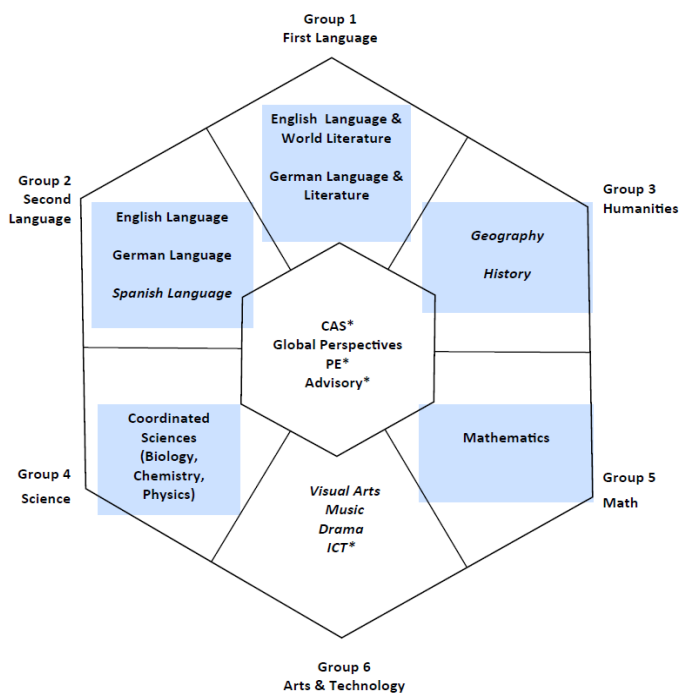 Group 1
First Language
English Language &
World Literature
German Language &
Literature
Group 2
Second
Language
English Language
German Language
Spanish Language
Group 3
Humanities
Geography
History
CAS*
Global Perspectives
PE*
Advisory*
Group 4
Science
Coordinated
Sciences
(Biology,
Chemistry,
Physics)
Mathematics
Group 5
Math
Visual Arts
Music
Drama
ICT*
Group 6
Arts & Technology